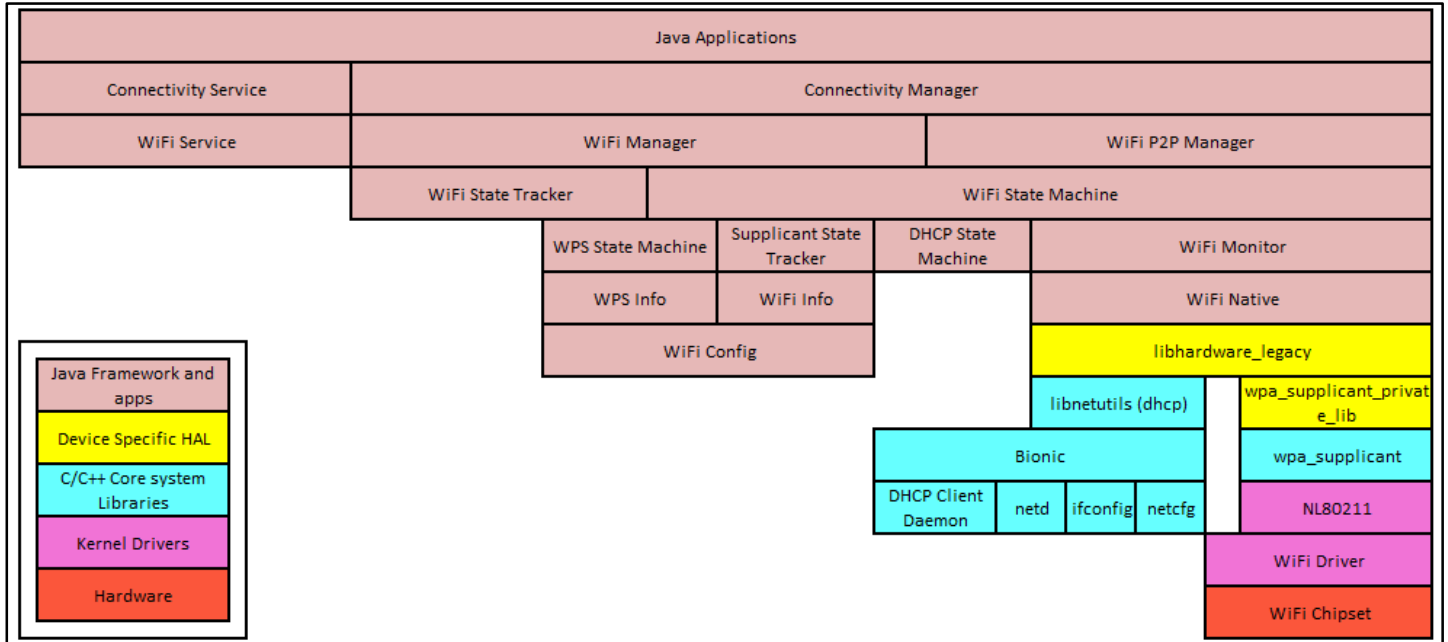 Java Applications
Connectivity Service
Connectivity Manager
WiFi Service
WiFi Manager
WiFi P2P Manager
WiFi State Tracker
WiFi State Machine
WPS State Machine
Supplicant State
Tracker
DHCP State
Machine
WiFi Monitor
WPS Info
WiFi Info
WiFi Native
WiFi Config
libhardware_legacy
libnetutils (dhcp)
wpa_supplicant_privat
e_lib
Bionic
wpa_supplicant
DHCP Client
Daemon
netd
ifconfig
netcfg
NL80211
WiFi Driver
WiFi Chipset
Java Framework and
apps
Device Specific HAL
C/C++ Core system
Libraries
Kernel Drivers
Hardware